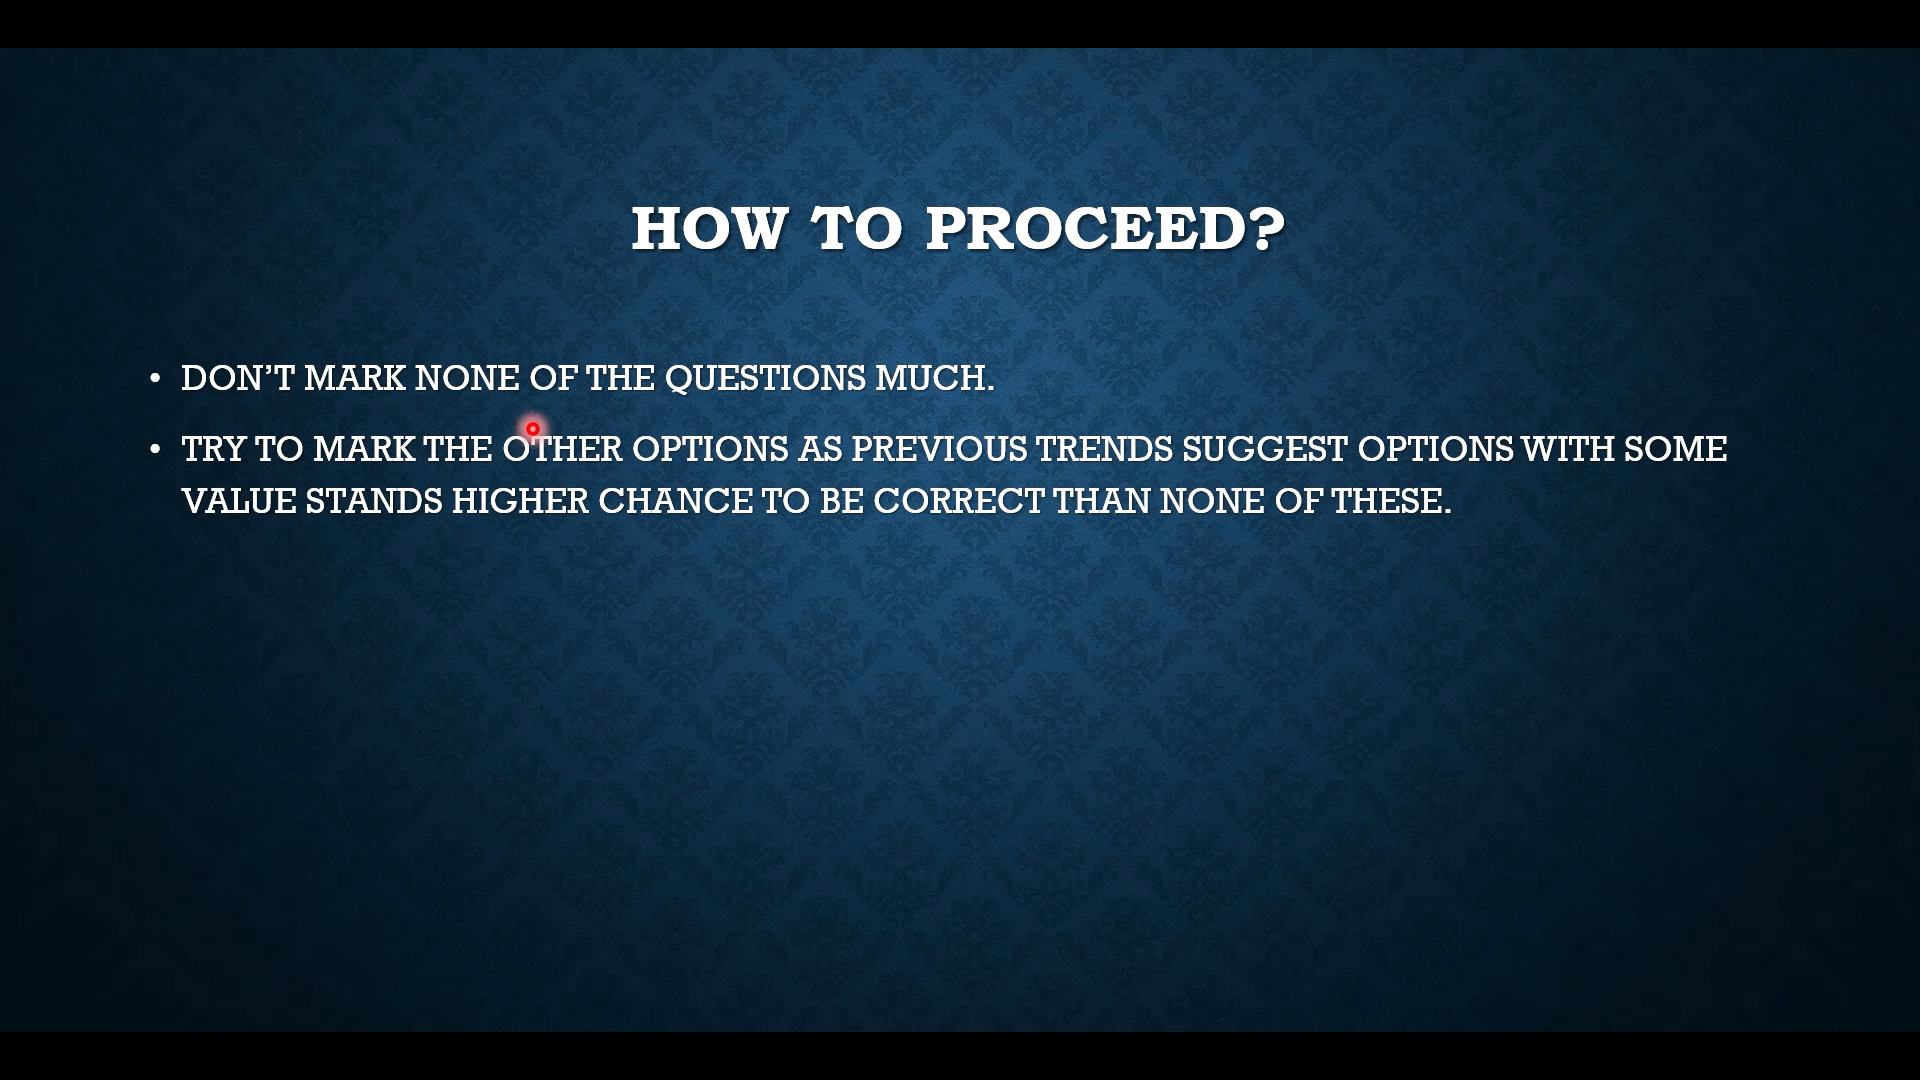 HOW TO PROCEED?
• DON’T MARK NONE OF THE QUESTIONS MUCH.
• TRY TO MARK THE OTHER OPTIONS AS PREVIOUS TRENDS SUGGEST OPTIONS WITH SOME
VALUE STANDS HIGHER CHANCE TO BE CORRECT THAN NONE OF THESE.